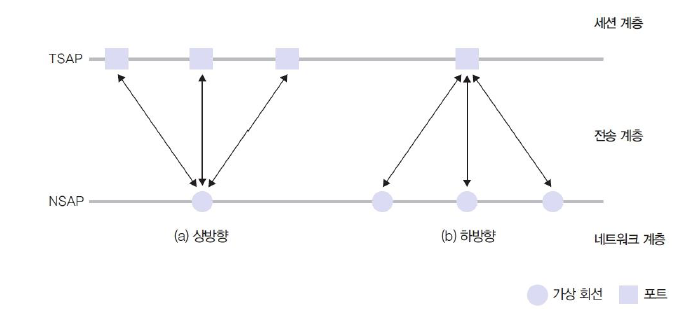 세션 계층
TSAP
전송 계층
NSAP
(a) 상방향
(b) 하방향
네트워크 계층
가상 회선
포트